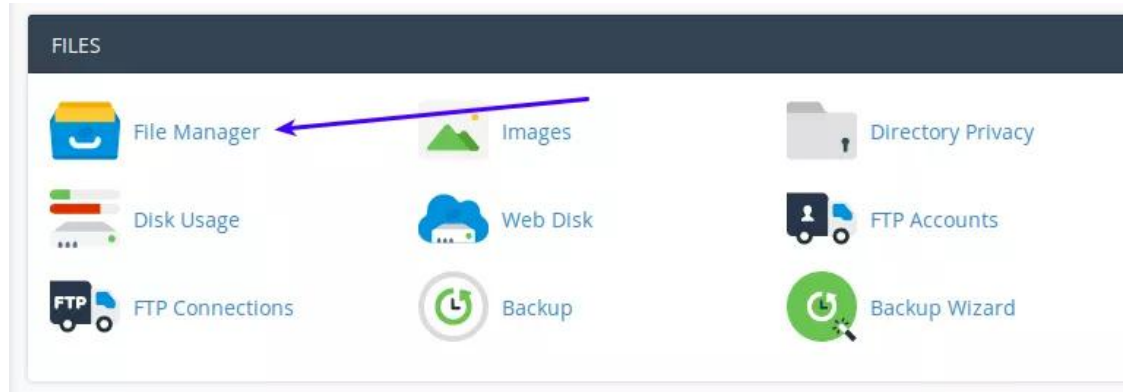 FILES
File Manager
Images
Directory Privacy
Disk Usage
Web Disk
FTP Accounts
FTP
FTP Connections
Backup
Backup Wizard